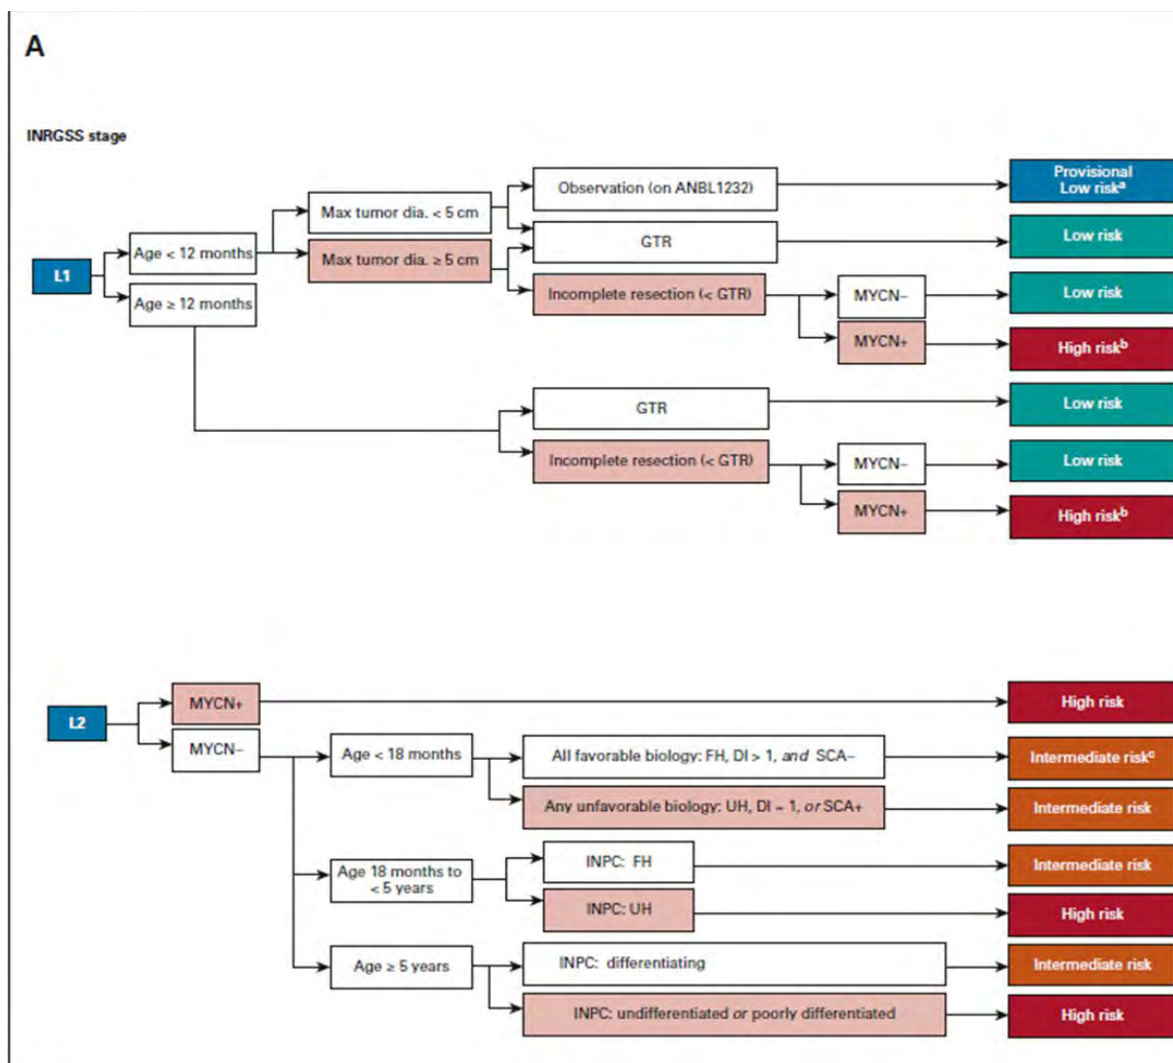 A
INRGSS stage
L1
Age < 12 months
Age ≥ 12 months
Max tumor dia. < 5 cm
Max tumor dia. ≥ 5 cm
Observation (on ANBL1232)
GTR
Incomplete resection (< GTR)
MYCN–
MYCN+
Provisional
Low riskᵃ
Low risk
Low risk
High riskᵇ
GTR
Incomplete resection (< GTR)
MYCN–
MYCN+
Low risk
Low risk
High riskᵇ
L2
MYCN+
MYCN–
High risk
Age < 18 months
All favorable biology: FH, DI > 1, and SCA–
Intermediate riskᶜ
Any unfavorable biology: UH, DI – 1, or SCA+
Intermediate risk
Age 18 months to
< 5 years
INPC: FH
Intermediate risk
INPC: UH
High risk
Age ≥ 5 years
INPC: differentiating
Intermediate risk
INPC: undifferentiated or poorly differentiated
High risk